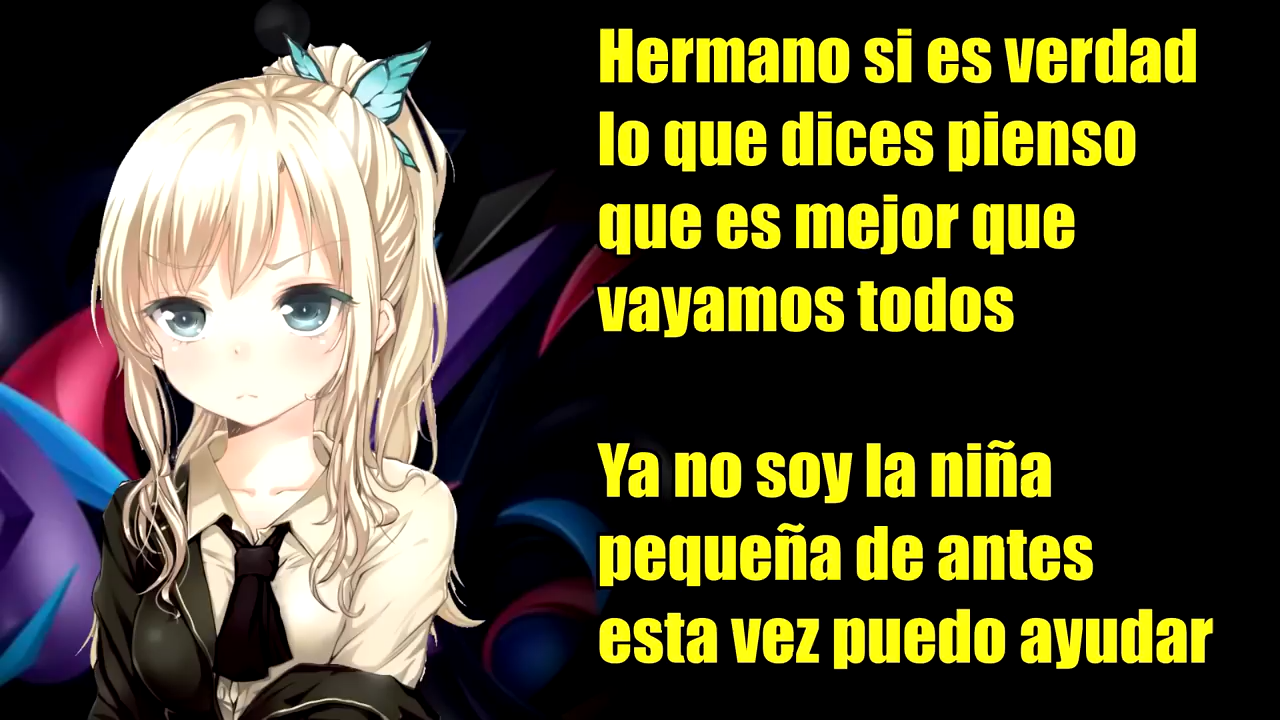 Hermano si es verdad
lo que dices pienso
que es mejor que
vayamos todos
Ya no soy la niña
pequeña de antes
esta vez puedo ayudar